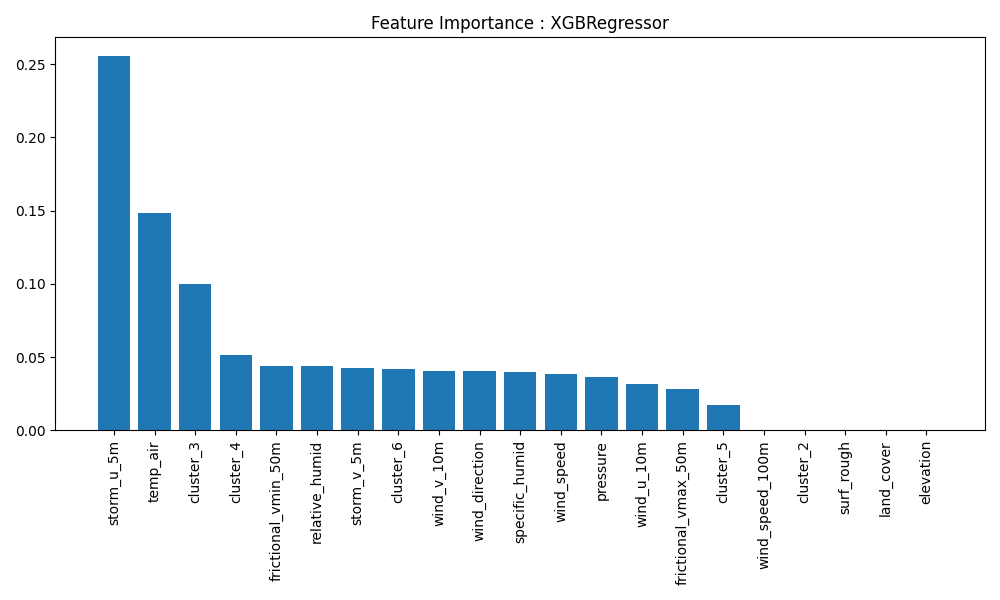 Feature Importance : XGBRegressor
0.25
0.20
0.15
0.10
0.05
0.00
storm_u_5m
temp_air
cluster_3
cluster_4
frictional_vmin_50m
relative_humid
storm_v_5m
cluster_6
wind_v_10m
wind_direction
specific_humid
wind_speed
pressure
wind_u_10m
frictional_vmax_50m
cluster_5
wind_speed_100m
cluster_2
surf_rough
land_cover
elevation